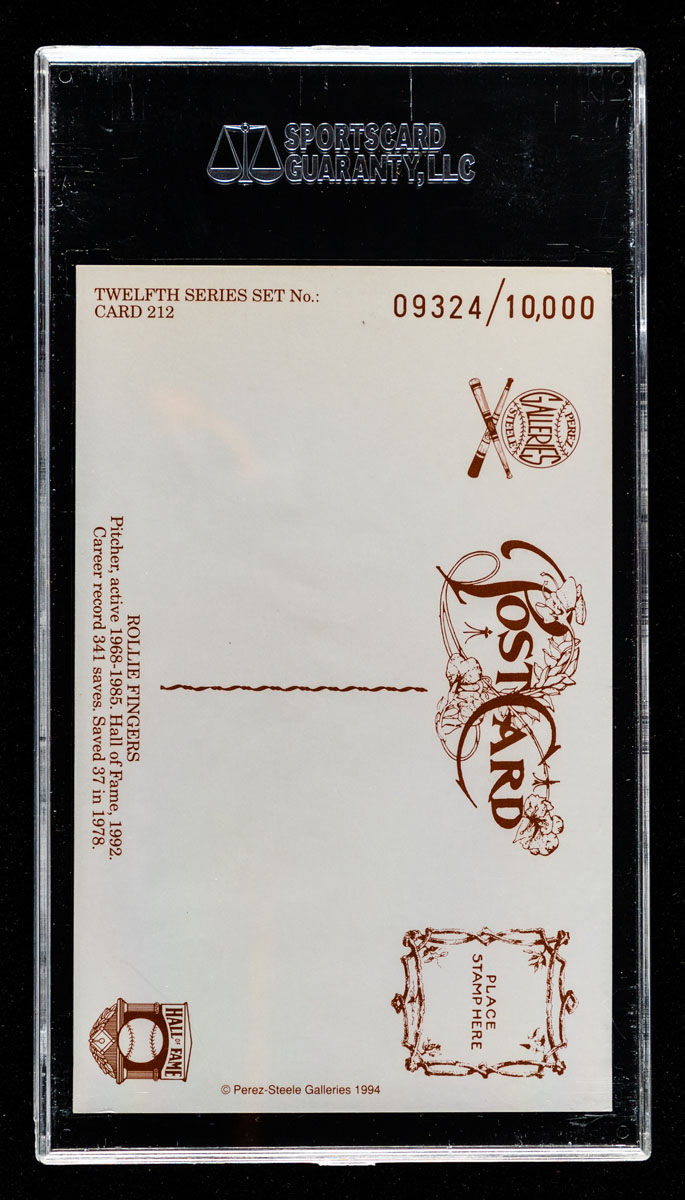 SPORTSCARD
GUARANTY, LLC
TWELFTH SERIES SET No.:
CARD 212
09324/10,000
PEREZ
GALLERIES
STEELE
POST CARD
ROLLIE FINGERS
Pitcher, active 1968-1985. Hall of Fame, 1992.
Career record 341 saves. Saved 37 in 1978.
PLACE
STAMP HERE
HALL OF FAME
© Perez-Steele Galleries 1994